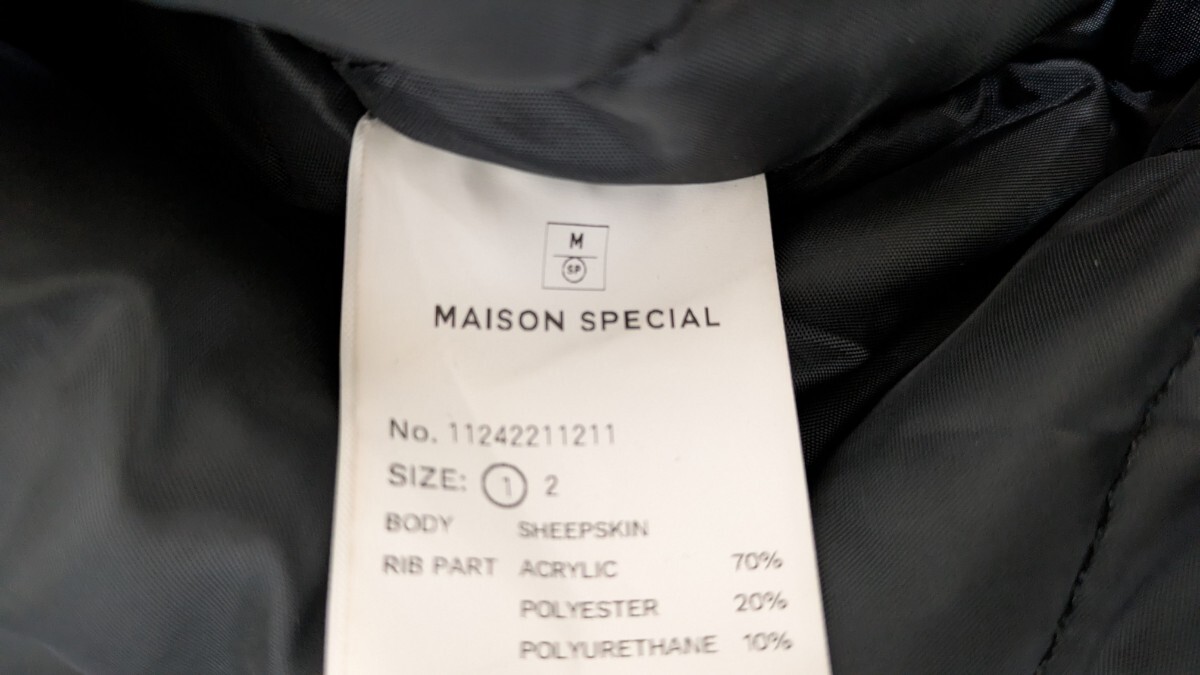 M
SP
MAISON SPECIAL
No. 11242211211
SIZE: 1 2
BODY SHEEPSKIN
RIB PART ACRYLIC 70%
POLYESTER 20%
POLYURETHANE 10%